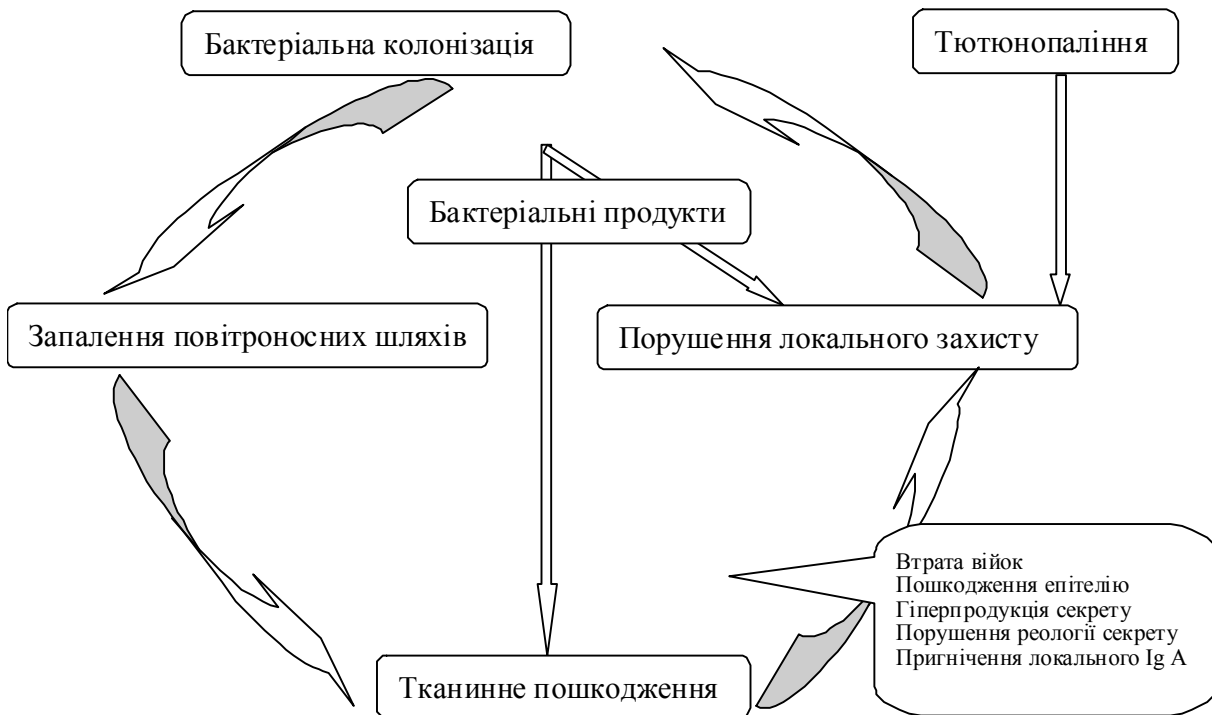 Бактеріальна колонізація
Тютюнопаління
Бактеріальні продукти
Запалення повітроносних шляхів
Порушення локального захисту
Втрата війок
Пошкодження епітелію
Гіперпродукція секрету
Порушення реології секрету
Пригнічення локального Ig A
Тканинне пошкодження